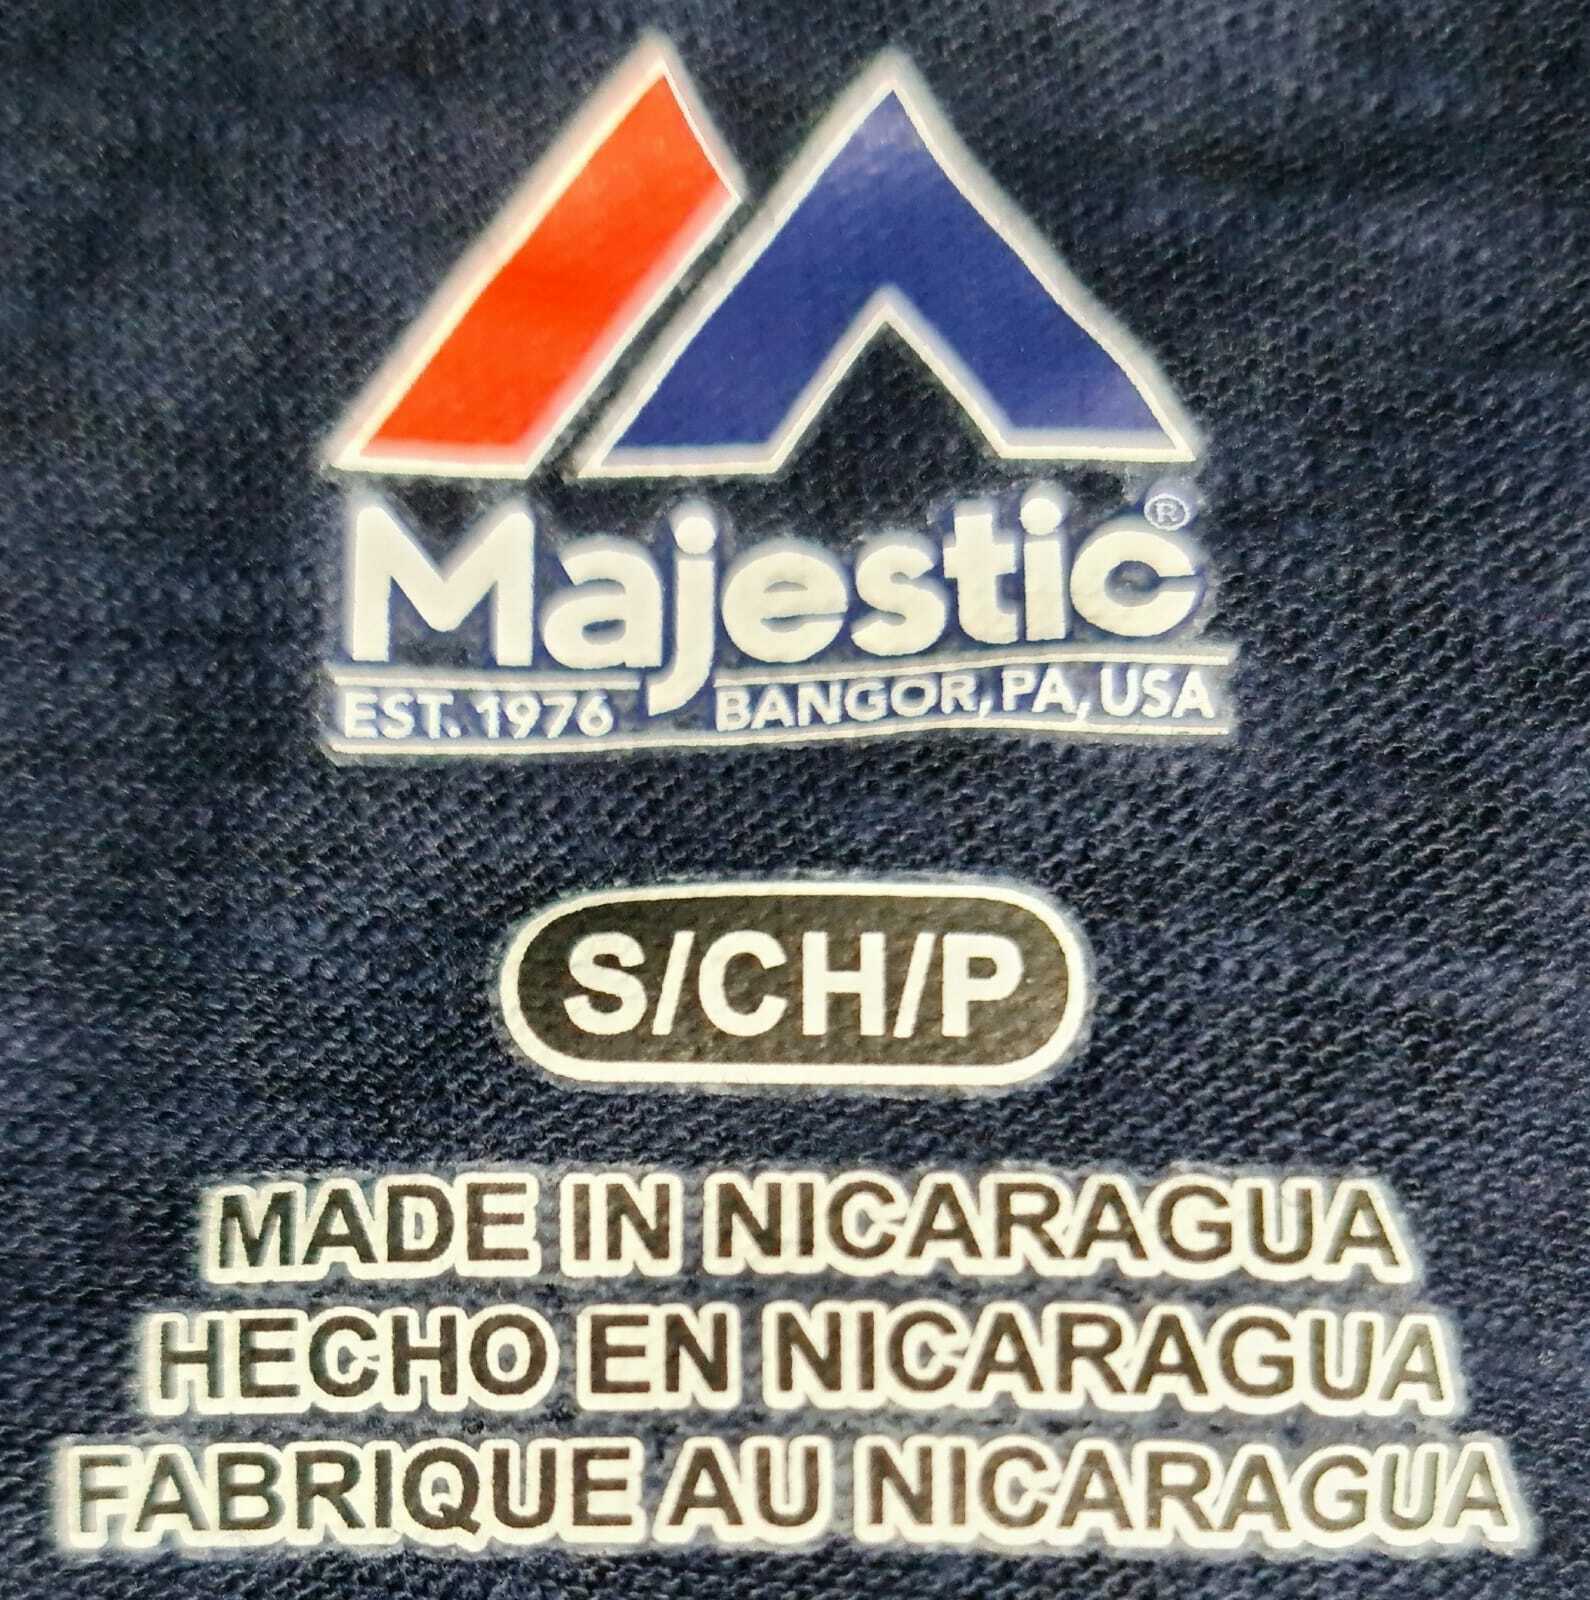 Majestic®
EST. 1976 BANGOR, PA, USA
S/CH/P
MADE IN NICARAGUA
HECHO EN NICARAGUA
FABRIQUE AU NICARAGUA